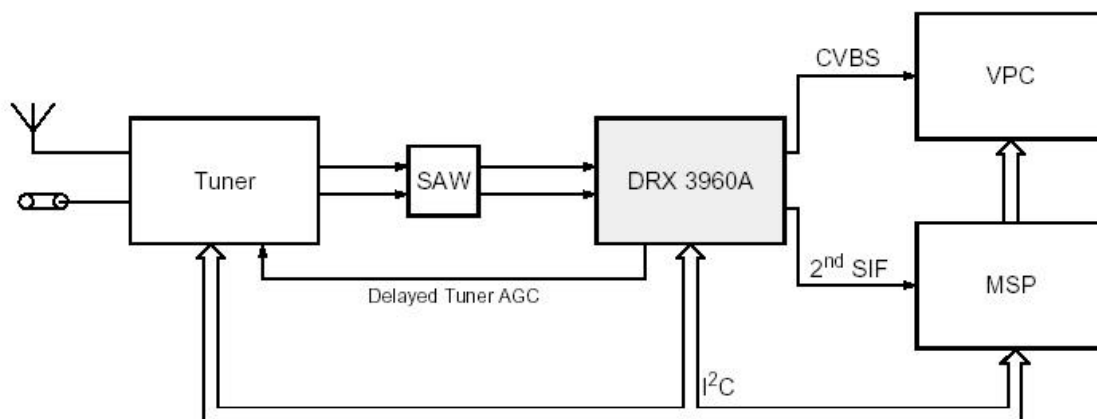 CVBS
VPC
Tuner
SAW
DRX 3960A
2nd SIF
MSP
Delayed Tuner AGC
I2C